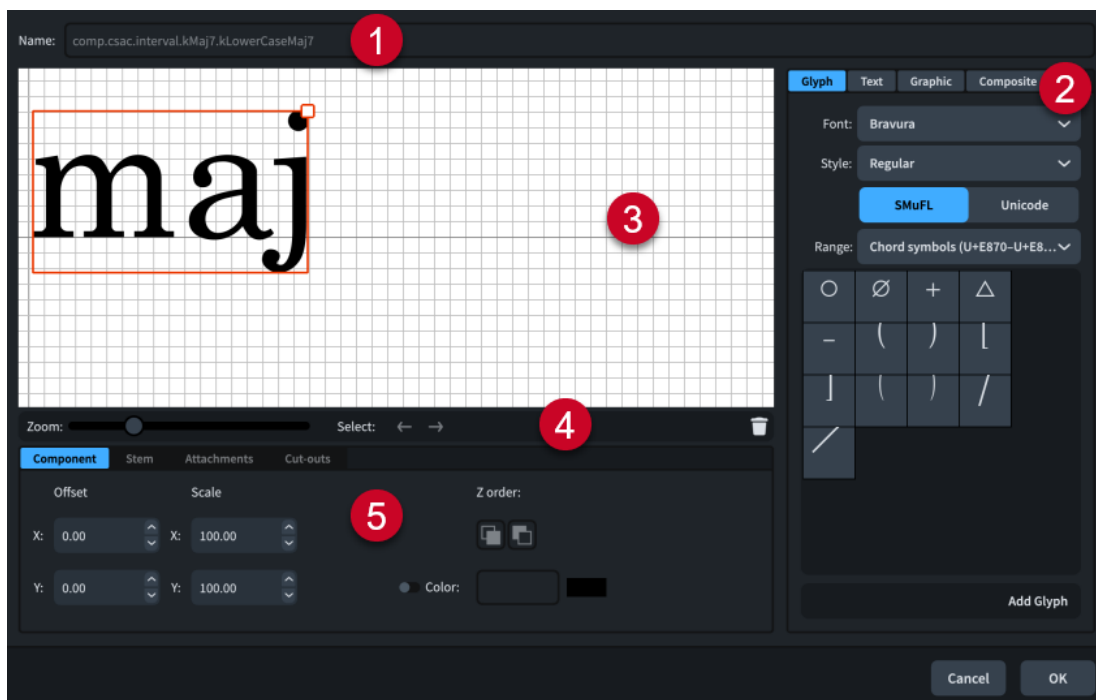 Name: comp.csac.interval.kMaj7.kLowerCaseMaj7
1
Glyph Text Graphic Composite
2
maj
3
Font: Bravura
Style: Regular
SMuFL Unicode
Range: Chord symbols (U+E870–U+E8...
○ Ø + △
– ( ) [
] ( ) /
/
Zoom: Select: ← →
4
Component Stem Attachments Cut-outs
Offset Scale Z order:
5
X: 0.00 X: 100.00
Y: 0.00 Y: 100.00 Color:
Add Glyph
Cancel OK